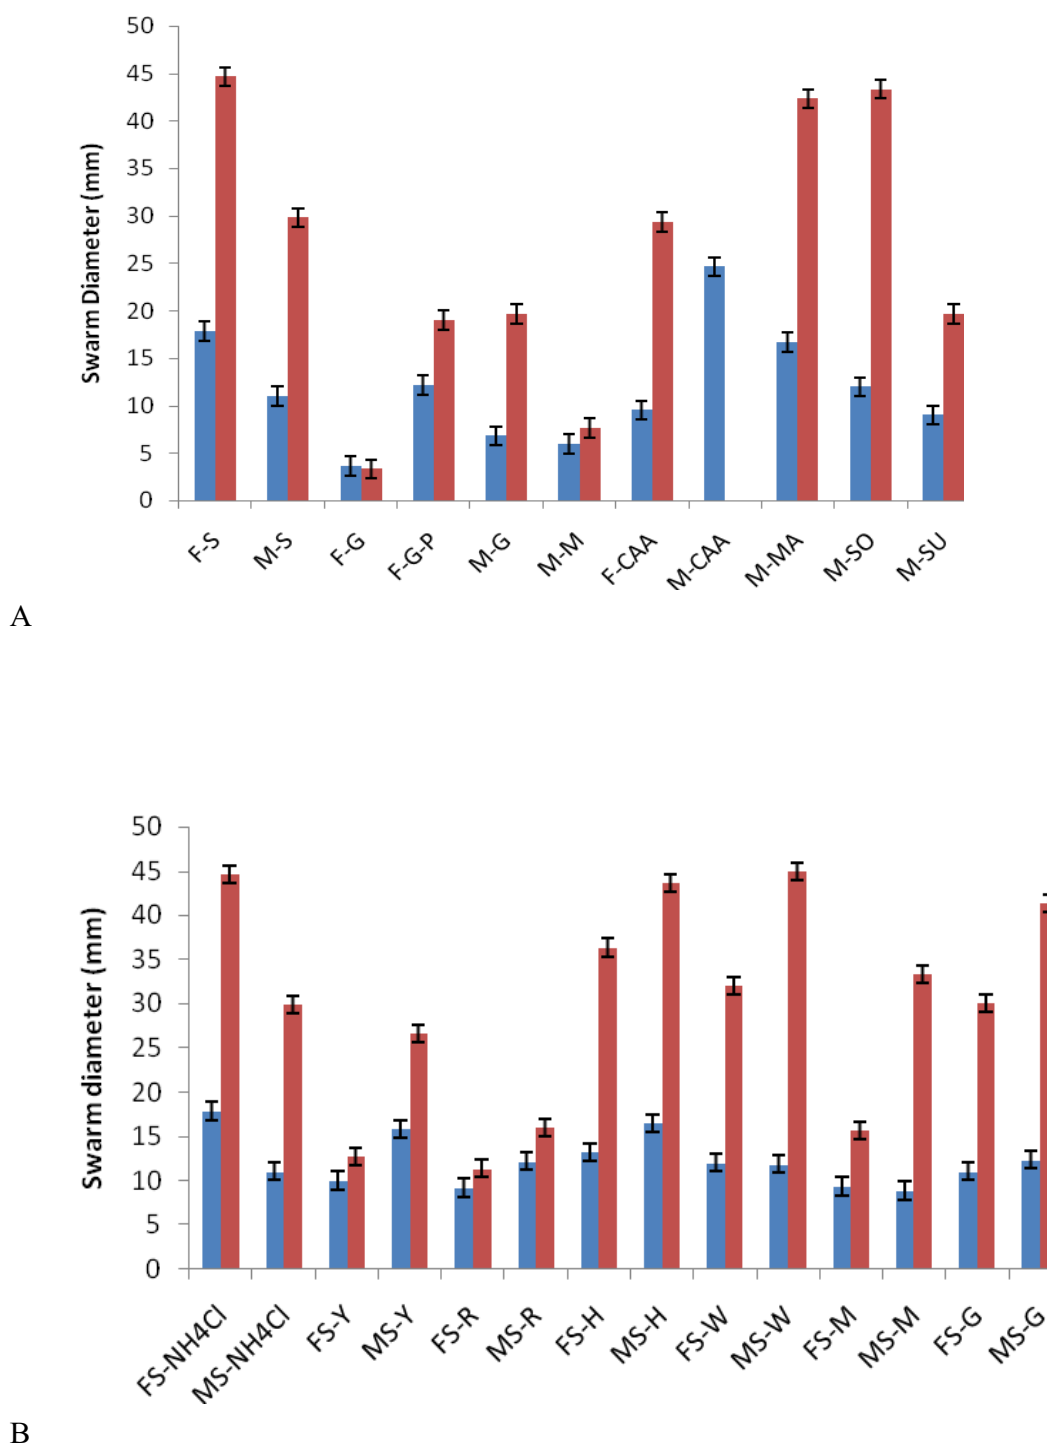 50
45
40
35
30
25
20
15
10
5
0
Swarm Diameter (mm)
F-S
M-S
F-G
F-G-P
M-G
M-M
F-CAA
M-CAA
M-MA
M-SO
M-SU
A
50
45
40
35
30
25
20
15
10
5
0
Swarm diameter (mm)
FS-NH4Cl
MS-NH4Cl
FS-Y
MS-Y
FS-R
MS-R
FS-H
MS-H
FS-W
MS-W
FS-M
MS-M
FS-G
MS-G
B